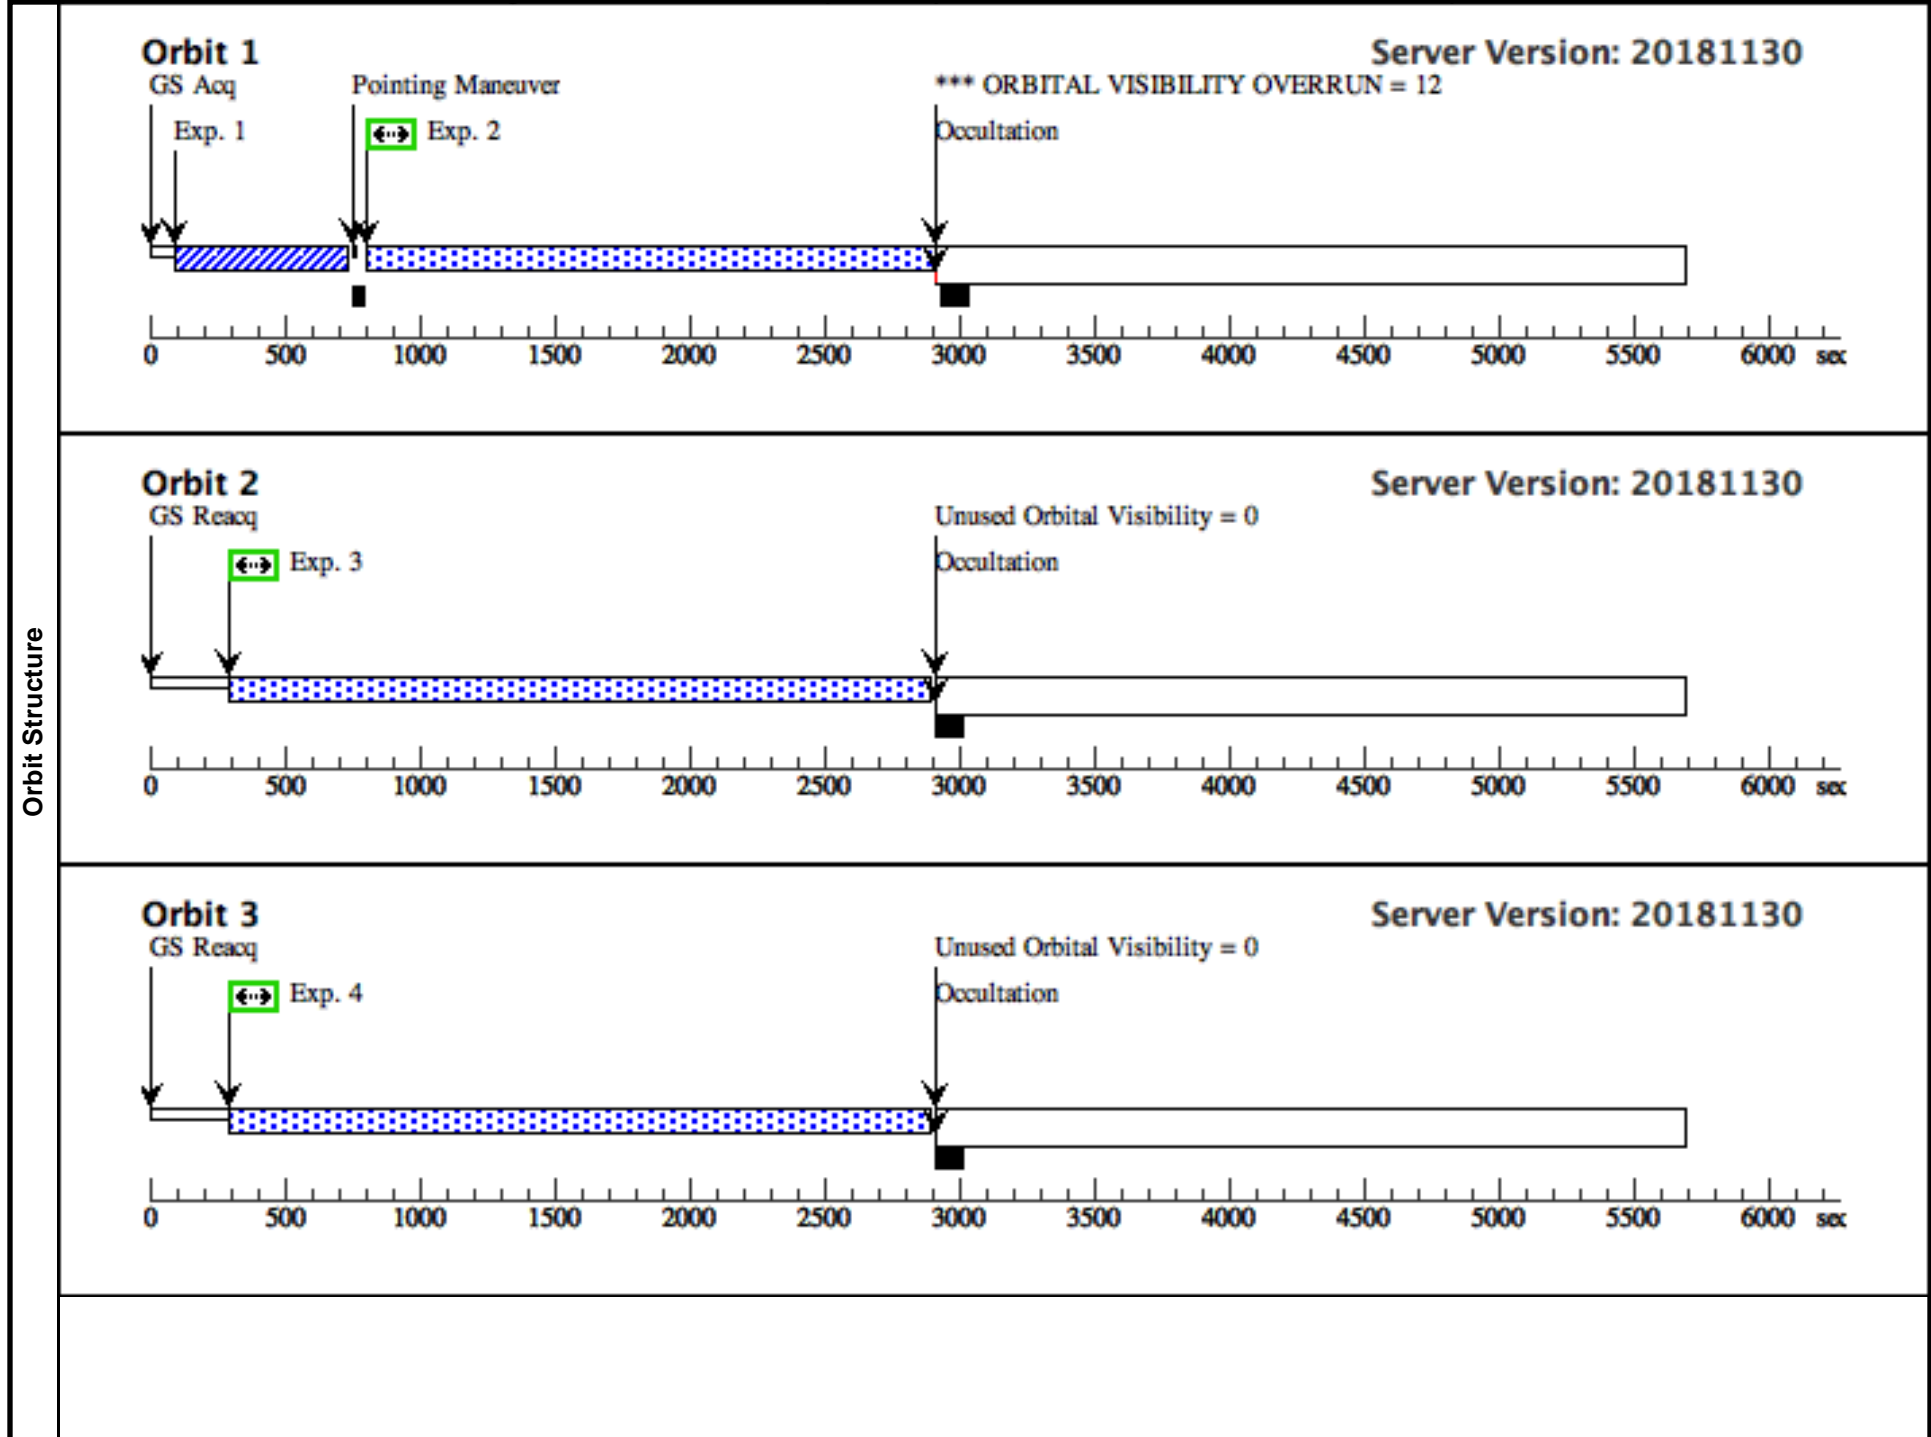 Orbit Structure
Orbit 1 Server Version: 20181130
GS Acq Pointing Maneuver *** ORBITAL VISIBILITY OVERRUN = 12
Exp. 1 Exp. 2 Occultation
0 500 1000 1500 2000 2500 3000 3500 4000 4500 5000 5500 6000 sec
Orbit 2 Server Version: 20181130
GS Reacq Unused Orbital Visibility = 0
Exp. 3 Occultation
0 500 1000 1500 2000 2500 3000 3500 4000 4500 5000 5500 6000 sec
Orbit 3 Server Version: 20181130
GS Reacq Unused Orbital Visibility = 0
Exp. 4 Occultation
0 500 1000 1500 2000 2500 3000 3500 4000 4500 5000 5500 6000 sec